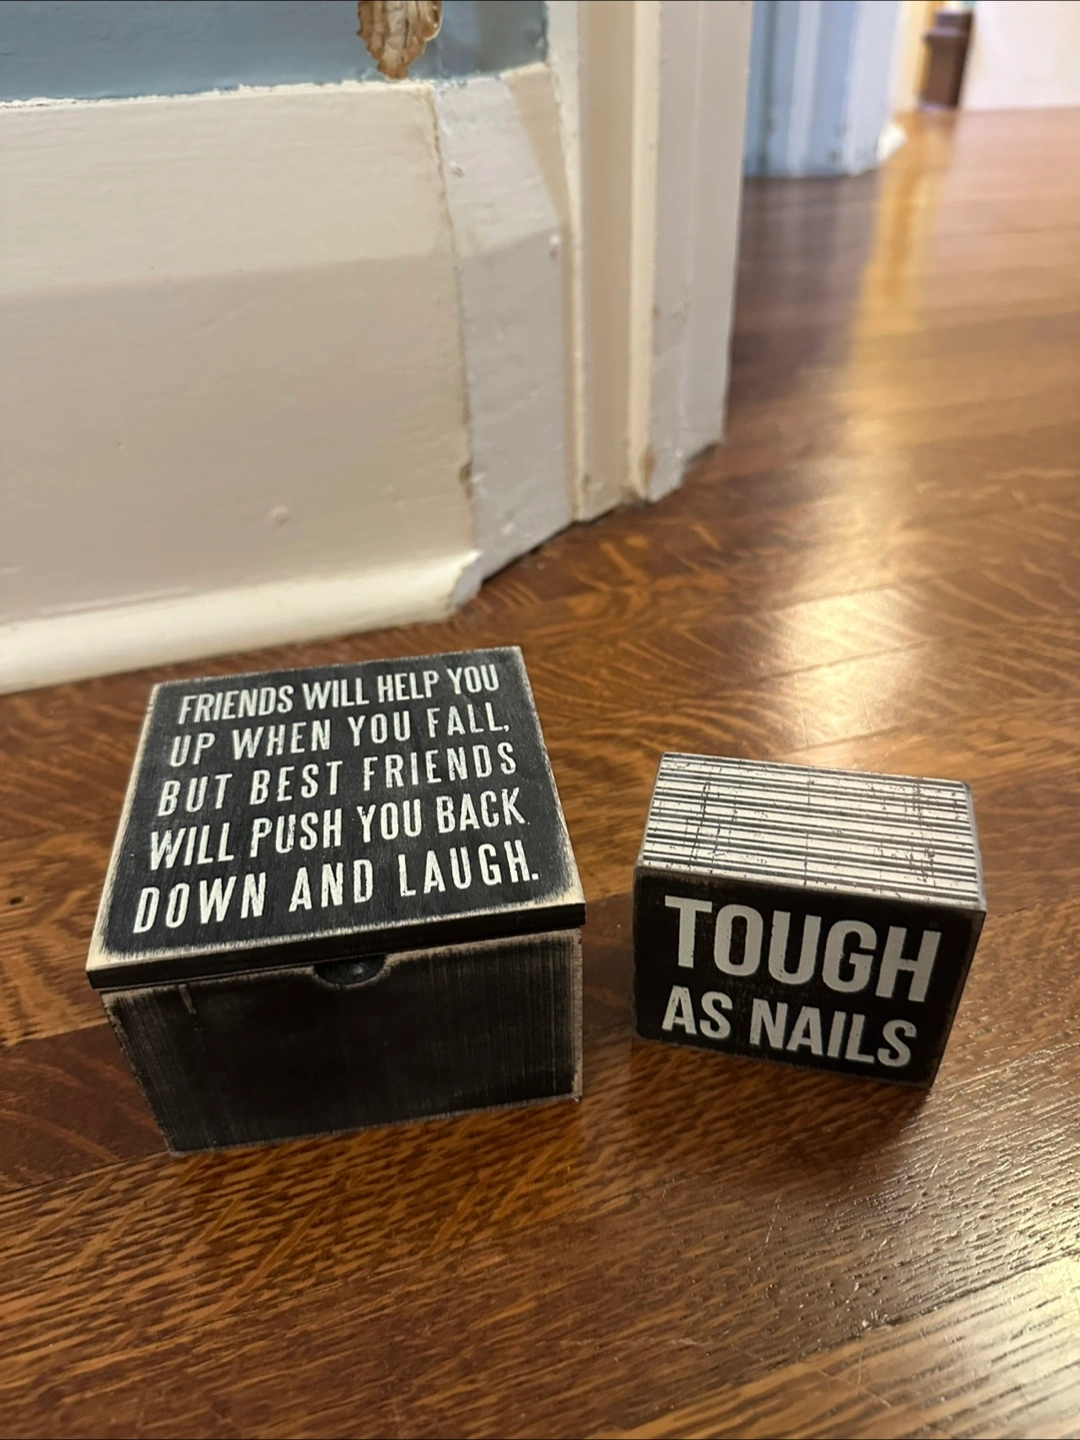 FRIENDS WILL HELP YOU
UP WHEN YOU FALL,
BUT BEST FRIENDS
WILL PUSH YOU BACK
DOWN AND LAUGH.
TOUGH
AS NAILS